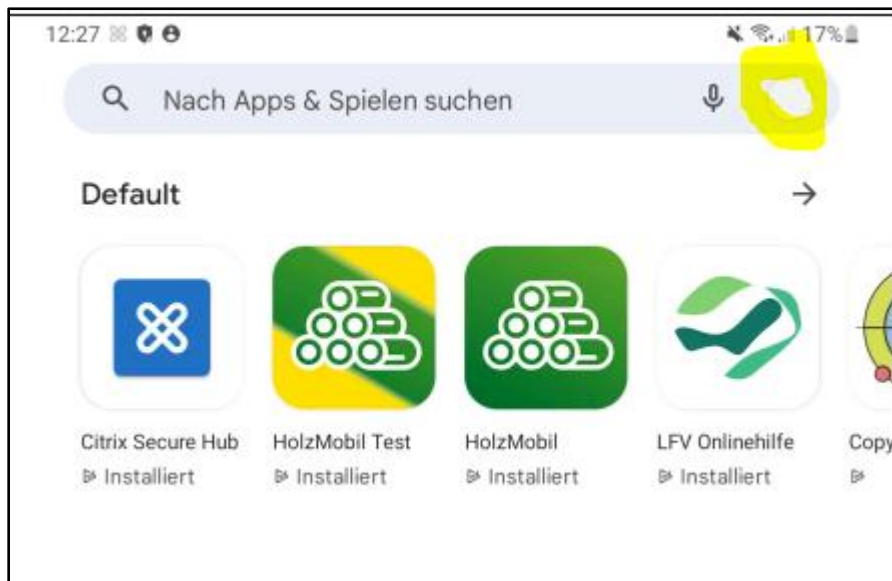 12:27 17%
Nach Apps & Spielen suchen
Default
Citrix Secure Hub HolzMobil Test HolzMobil LFV Onlinehilfe Copy
Installiert Installiert Installiert Installiert